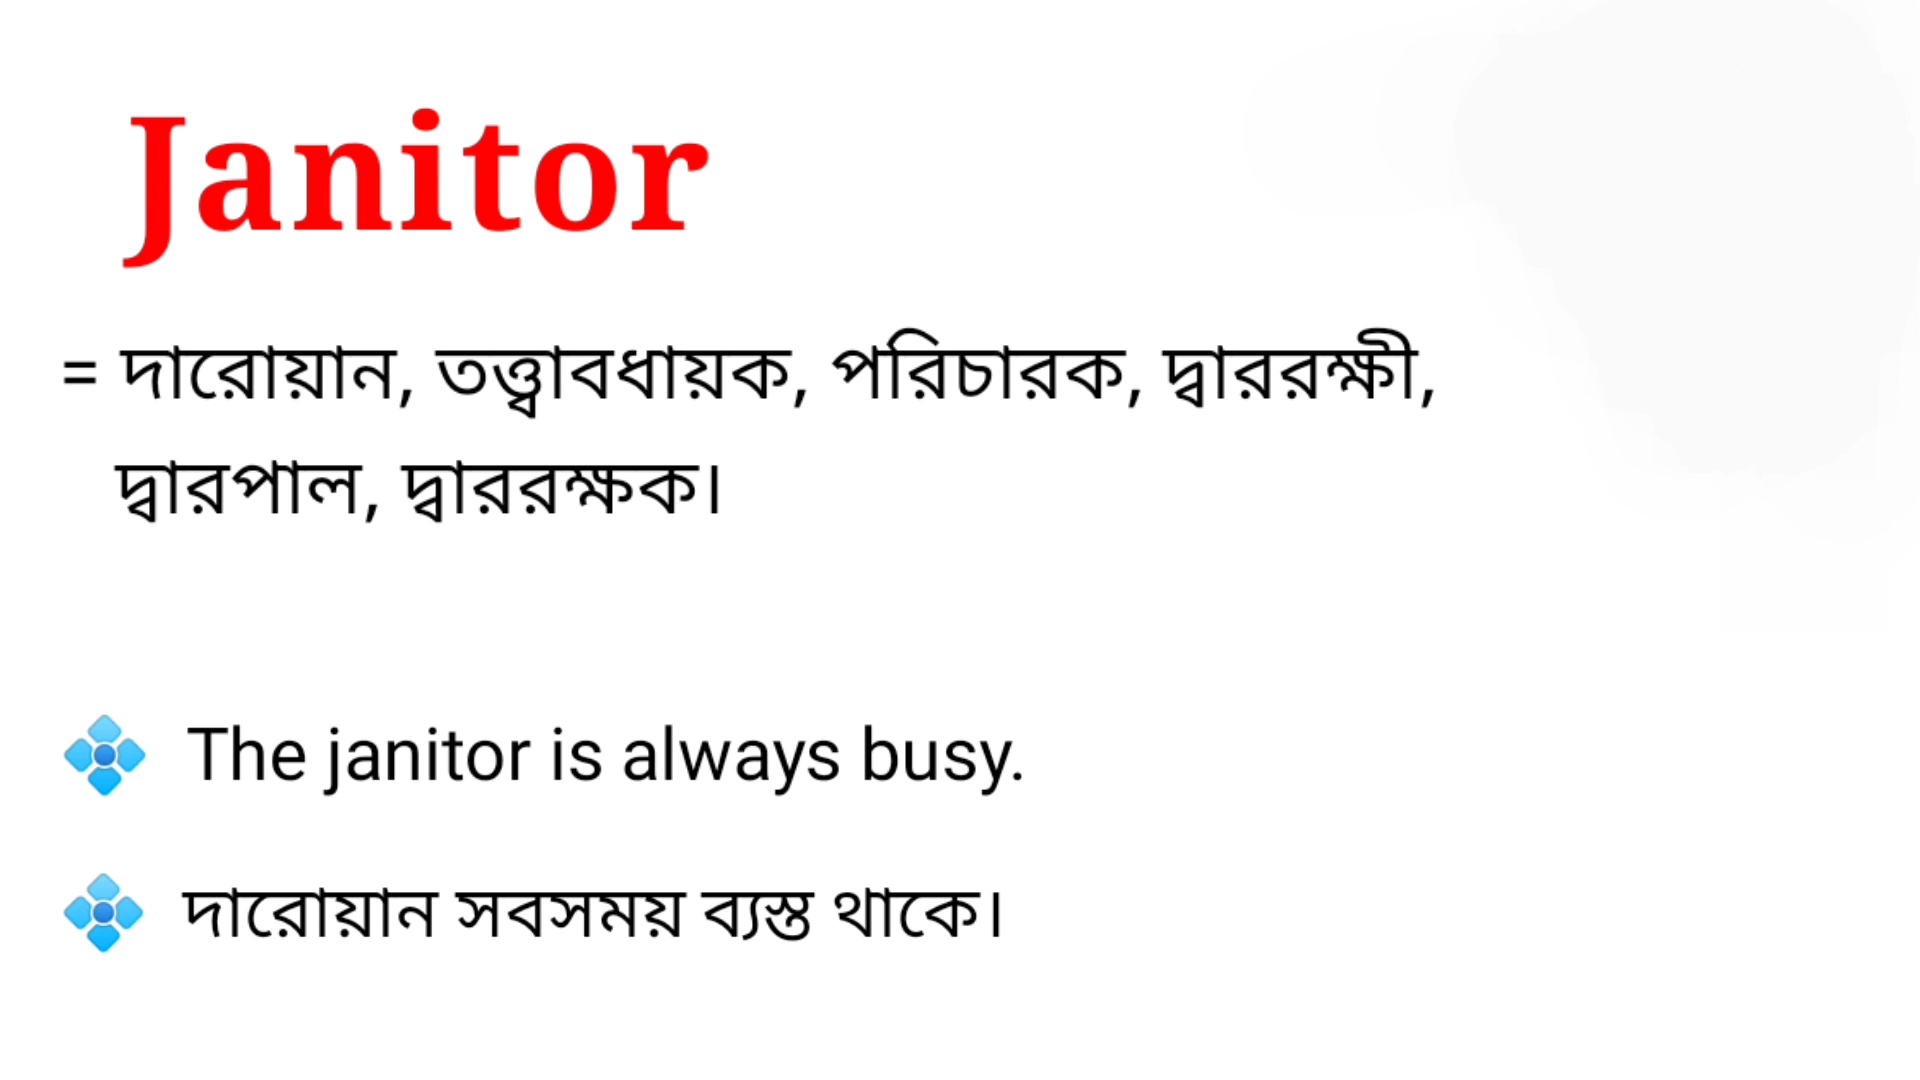 Janitor
= দারোয়ান, তত্ত্বাবধায়ক, পরিচারক, দ্বাররক্ষী,
দ্বারপাল, দ্বাররক্ষক।
💠 The janitor is always busy.
💠 দারোয়ান সবসময় ব্যস্ত থাকে।